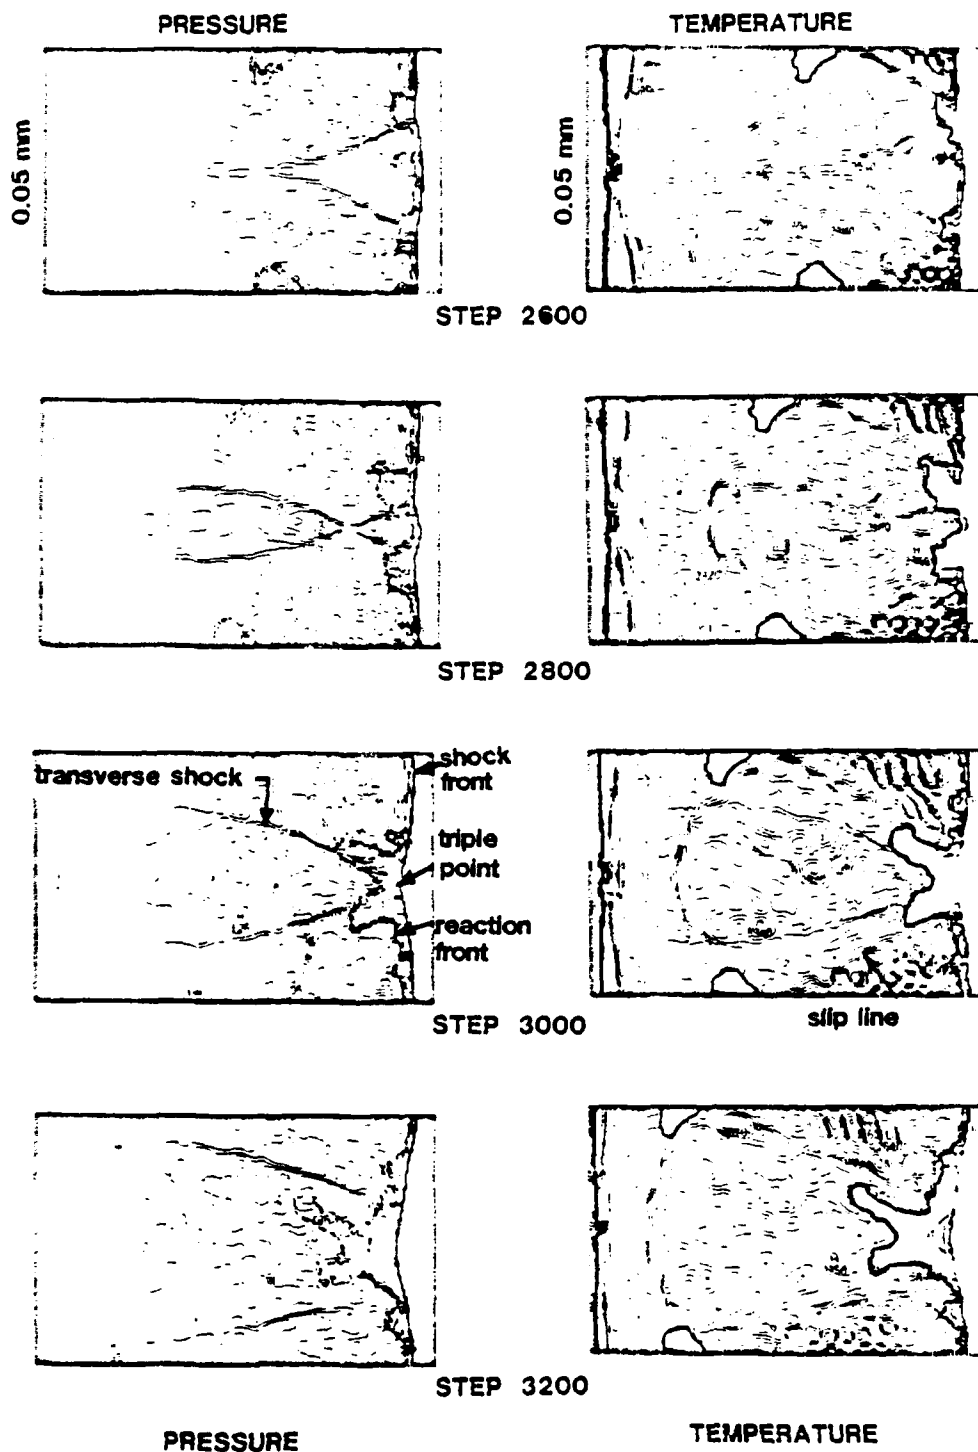 PRESSURE
TEMPERATURE
0.05 mm
0.05 mm
STEP 2600
STEP 2800
transverse shock
shock
front
triple
point
reaction
front
STEP 3000
slip line
STEP 3200
PRESSURE
TEMPERATURE